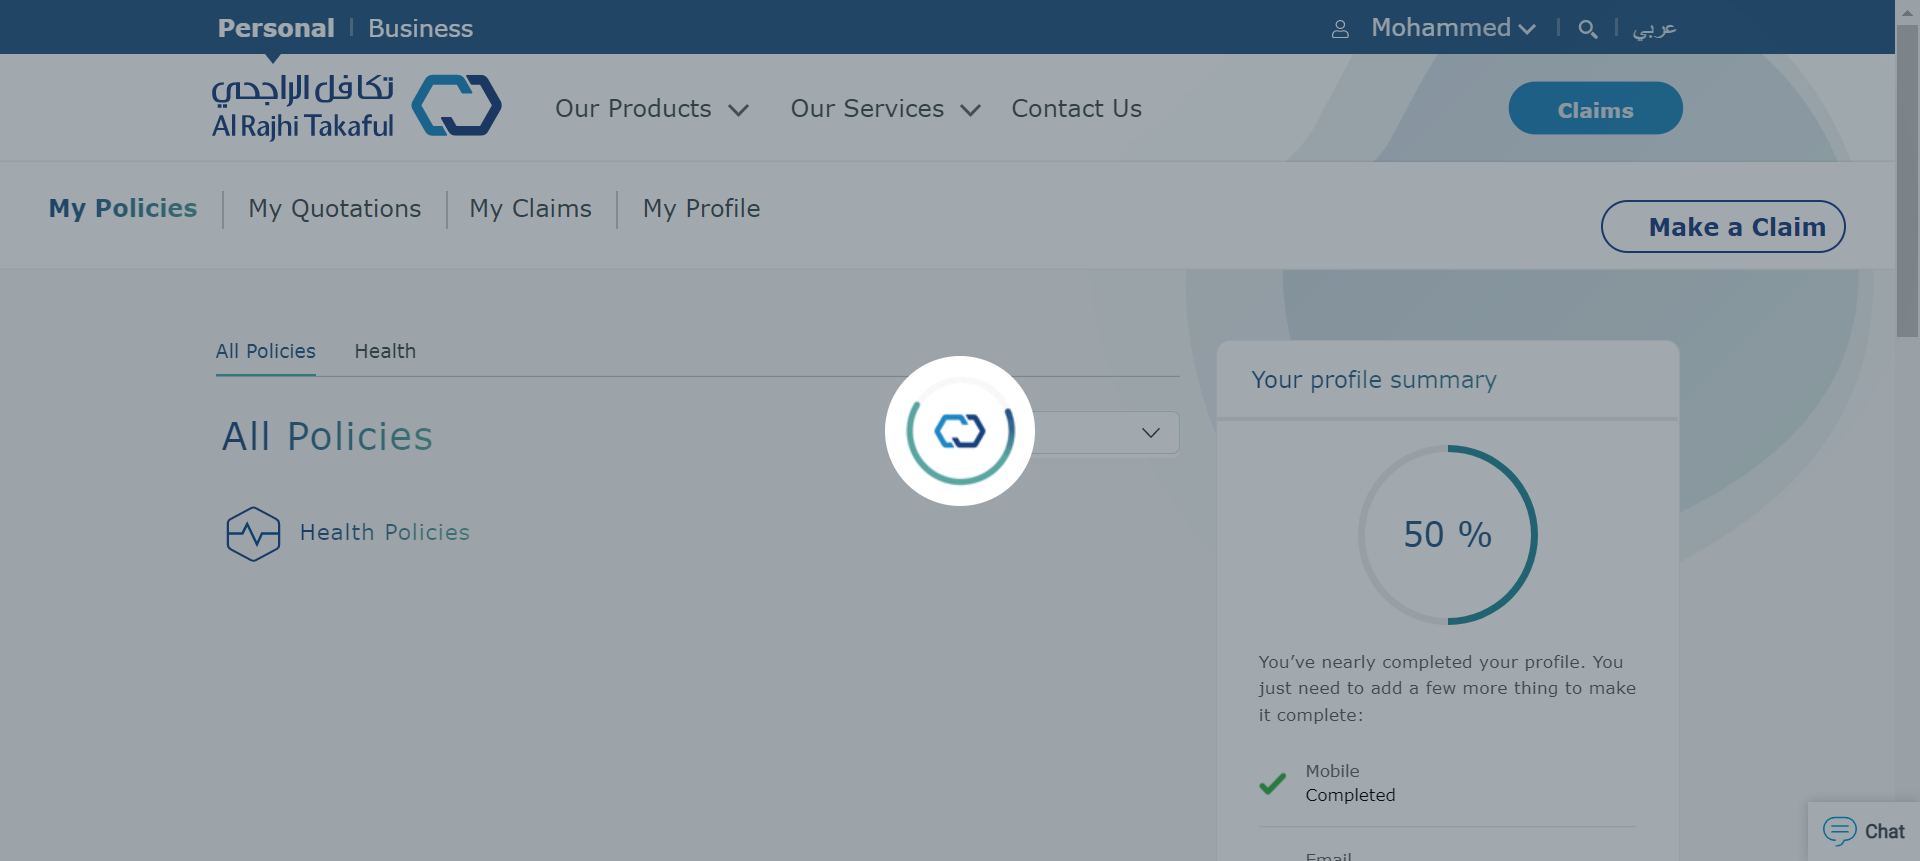 Personal
Business
Mohammed
عربي
تكافل الراجحي
Al Rajhi Takaful
Our Products
Our Services
Contact Us
Claims
My Policies
My Quotations
My Claims
My Profile
Make a Claim
All Policies
Health
All Policies
Health Policies
Your profile summary
50 %
You’ve nearly completed your profile. You
just need to add a few more thing to make
it complete:
Mobile
Completed
Email
Chat